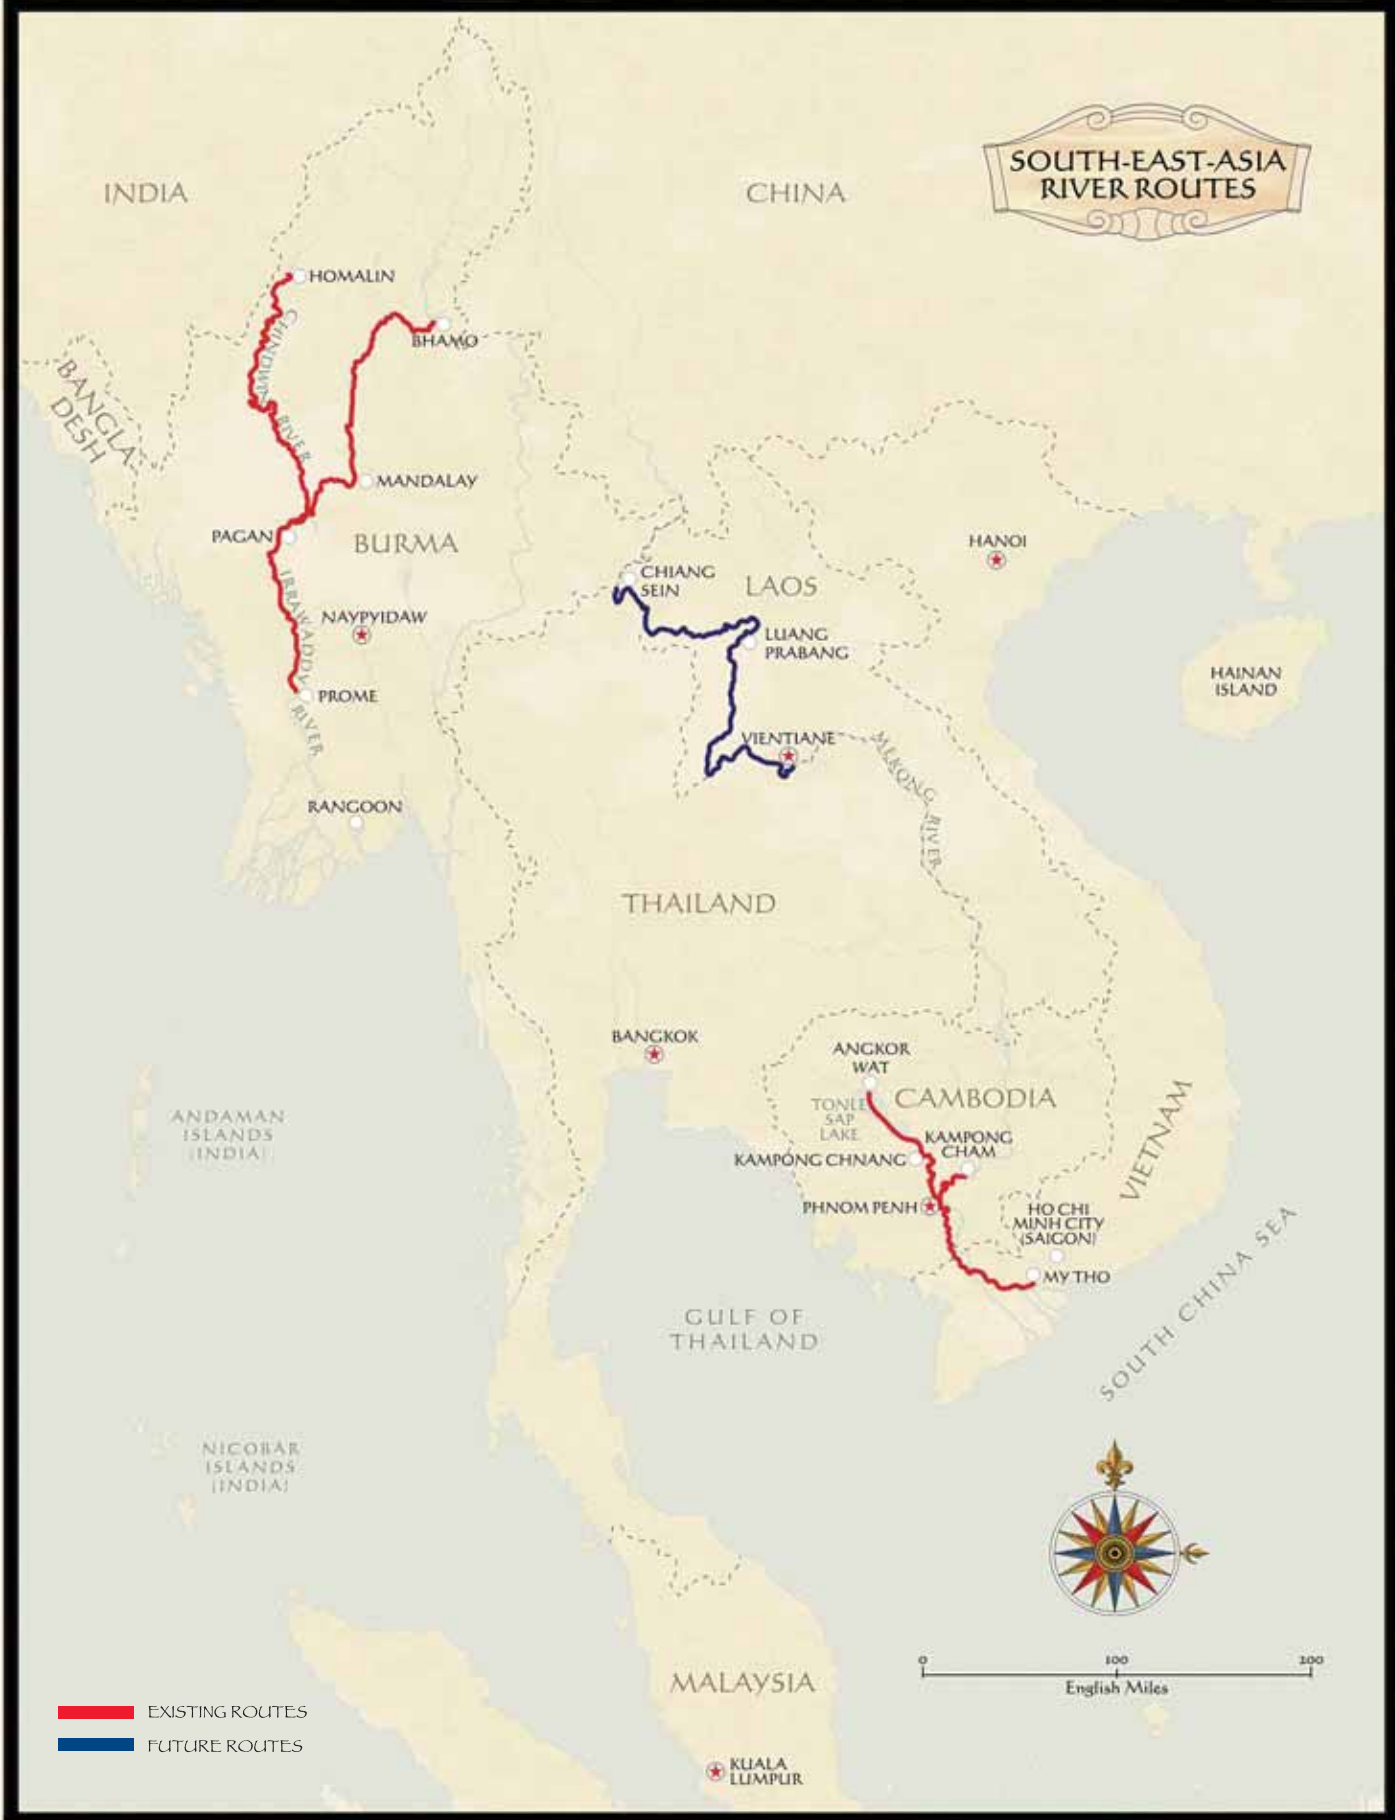 SOUTH-EAST-ASIA
RIVER ROUTES
INDIA
CHINA
HOMALIN
CHINDWIN RIVER
BHAMO
BANGLA
DESH
MANDALAY
PAGAN
BURMA
HANOI
CHIANG
SEIN
LAOS
IRRAWADDY RIVER
NAYPYIDAW
LUANG
PRABANG
HAINAN
ISLAND
PROME
VIENTIANE
MEKONG RIVER
RANGOON
THAILAND
BANGKOK
ANGKOR
WAT
CAMBODIA
TONLE
SAP
LAKE
KAMPONG
CHAM
KAMPONG CHNANG
PHNOM PENH
HO CHI
MINH CITY
(SAIGON)
MY THO
VIETNAM
ANDAMAN
ISLANDS
(INDIA)
SOUTH CHINA SEA
GULF OF
THAILAND
NICOBAR
ISLANDS
(INDIA)
0 100 200
English Miles
MALAYSIA
EXISTING ROUTES
FUTURE ROUTES
KUALA
LUMPUR